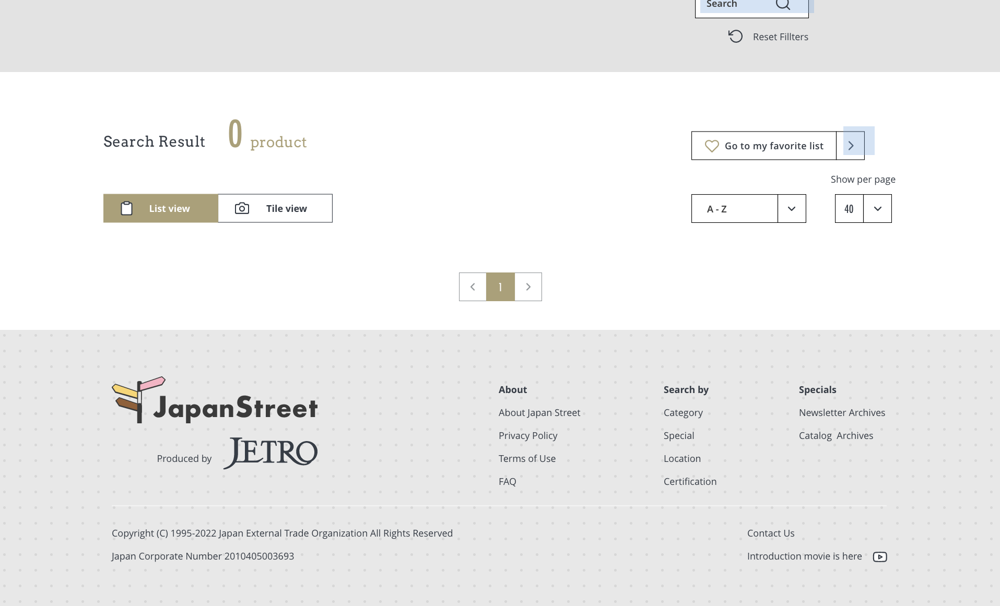 Search
Reset Fillters
Search Result 0 product
Go to my favorite list
Show per page
List view
Tile view
A - Z
40
1
JapanStreet
Produced by JETRO
About
About Japan Street
Privacy Policy
Terms of Use
FAQ
Search by
Category
Special
Location
Certification
Specials
Newsletter Archives
Catalog  Archives
Copyright (C) 1995-2022 Japan External Trade Organization All Rights Reserved
Japan Corporate Number 2010405003693
Contact Us
Introduction movie is here